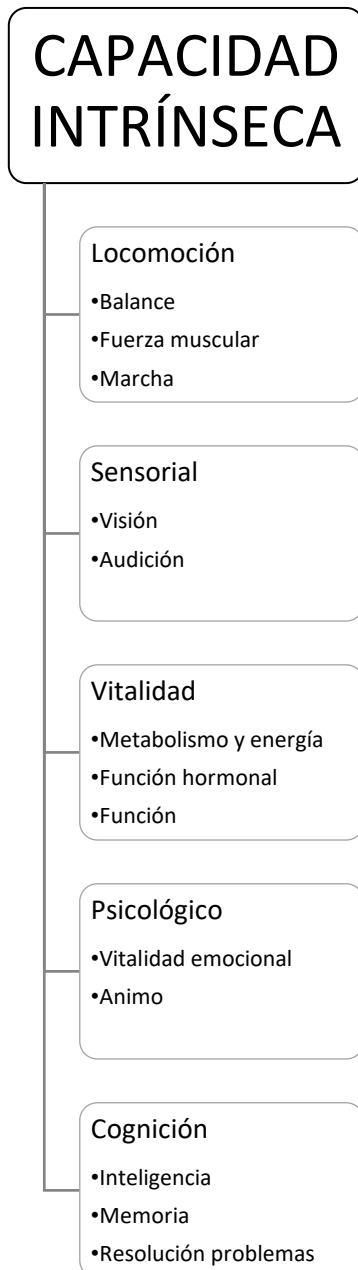 CAPACIDAD
INTRÍNSECA
Locomoción
•Balance
•Fuerza muscular
•Marcha
Sensorial
•Visión
•Audición
Vitalidad
•Metabolismo y energía
•Función hormonal
•Función
Psicológico
•Vitalidad emocional
•Animo
Cognición
•Inteligencia
•Memoria
•Resolución problemas